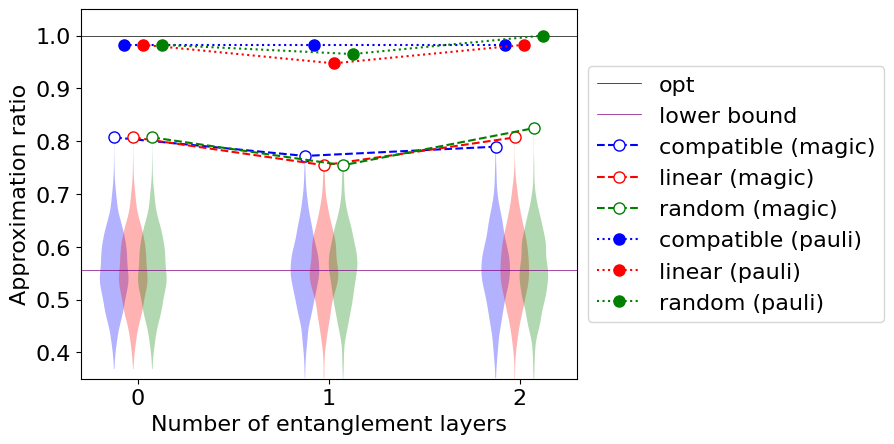 Approximation ratio
1.0
0.9
0.8
0.7
0.6
0.5
0.4
0
1
2
Number of entanglement layers
opt
lower bound
compatible (magic)
linear (magic)
random (magic)
compatible (pauli)
linear (pauli)
random (pauli)